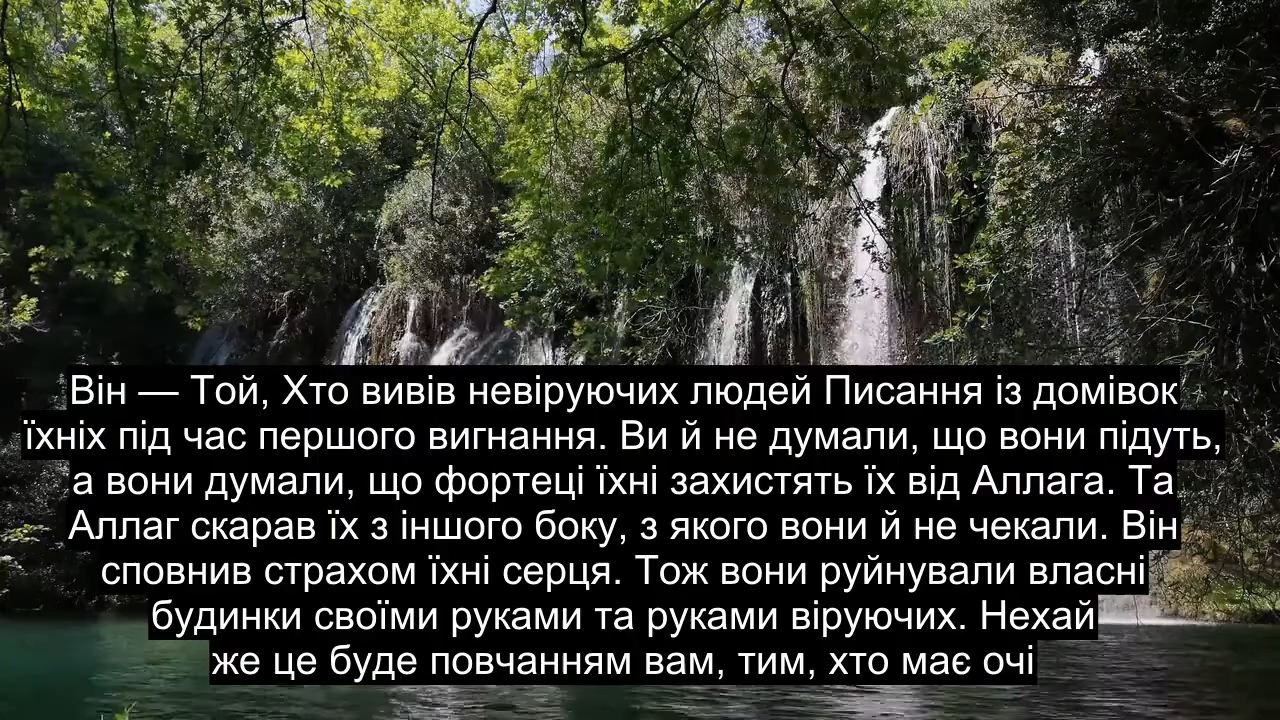 Він — Той, Хто вивів невіруючих людей Писання із домівок
їхніх під час першого вигнання. Ви й не думали, що вони підуть,
а вони думали, що фортеці їхні захистять їх від Аллага. Та
Аллаг скарав їх з іншого боку, з якого вони й не чекали. Він
сповнив страхом їхні серця. Тож вони руйнували власні
будинки своїми руками та руками віруючих. Нехай
же це буде повчанням вам, тим, хто має очі